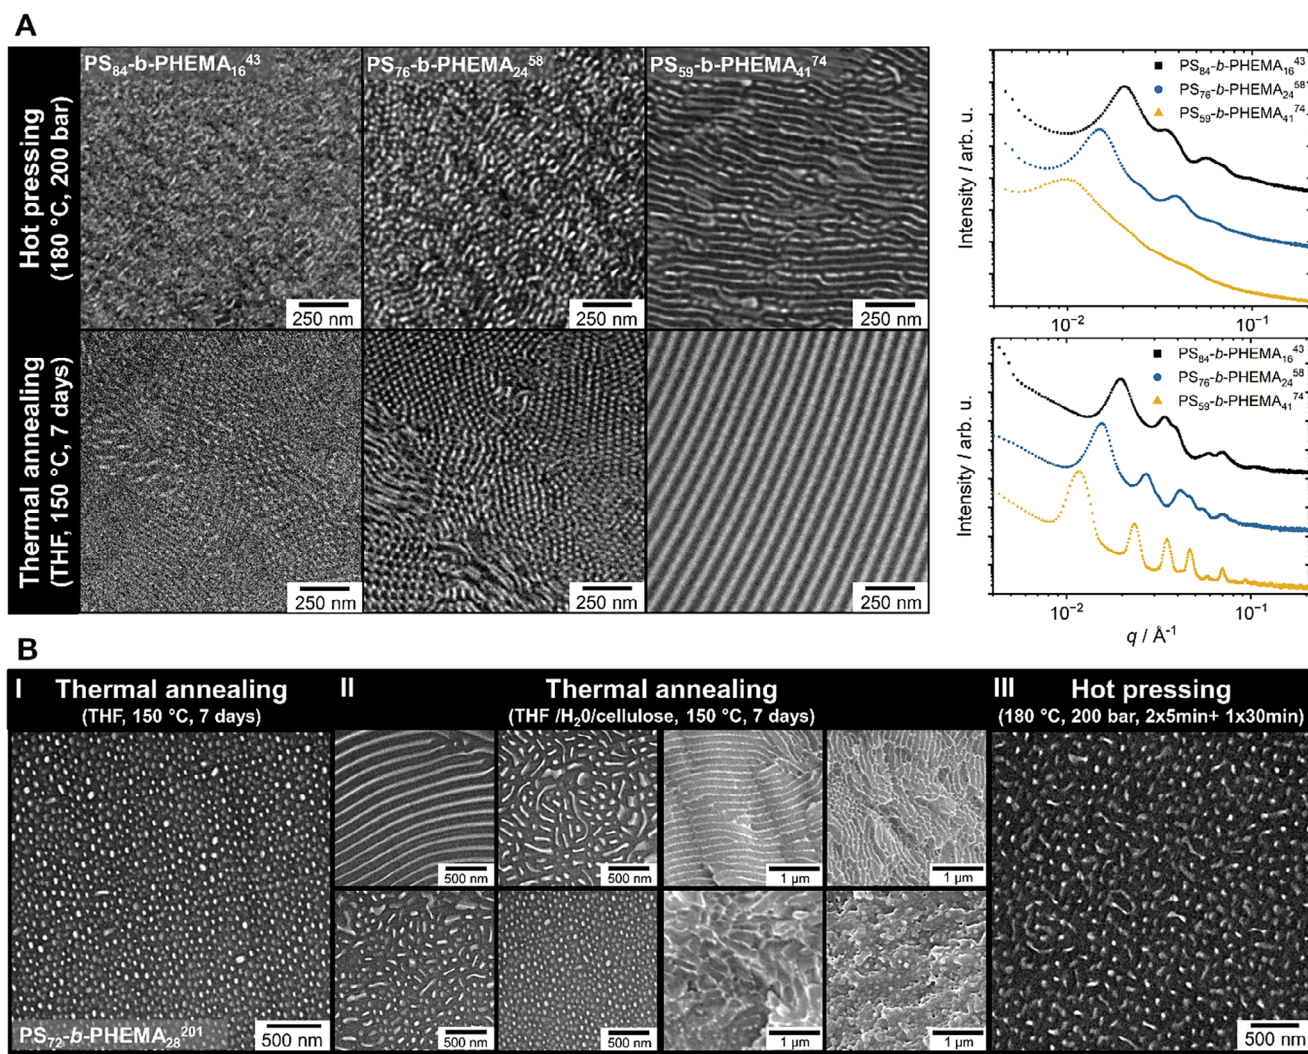 A
Hot pressing
(180 °C, 200 bar)
PS84-b-PHEMA16^43
PS76-b-PHEMA24^58
PS59-b-PHEMA41^74
250 nm
250 nm
250 nm
Thermal annealing
(THF, 150 °C, 7 days)
250 nm
250 nm
250 nm
Intensity / arb. u.
PS84-b-PHEMA16^43
PS76-b-PHEMA24^58
PS59-b-PHEMA41^74
10⁻²
10⁻¹
Intensity / arb. u.
PS84-b-PHEMA16^43
PS76-b-PHEMA24^58
PS59-b-PHEMA41^74
10⁻²
10⁻¹
q / Å⁻¹
B
I Thermal annealing
(THF, 150 °C, 7 days)
PS72-b-PHEMA28^201
500 nm
II Thermal annealing
(THF /H20/cellulose, 150 °C, 7 days)
500 nm
500 nm
1 µm
1 µm
500 nm
500 nm
1 µm
1 µm
III Hot pressing
(180 °C, 200 bar, 2x5min+ 1x30min)
500 nm